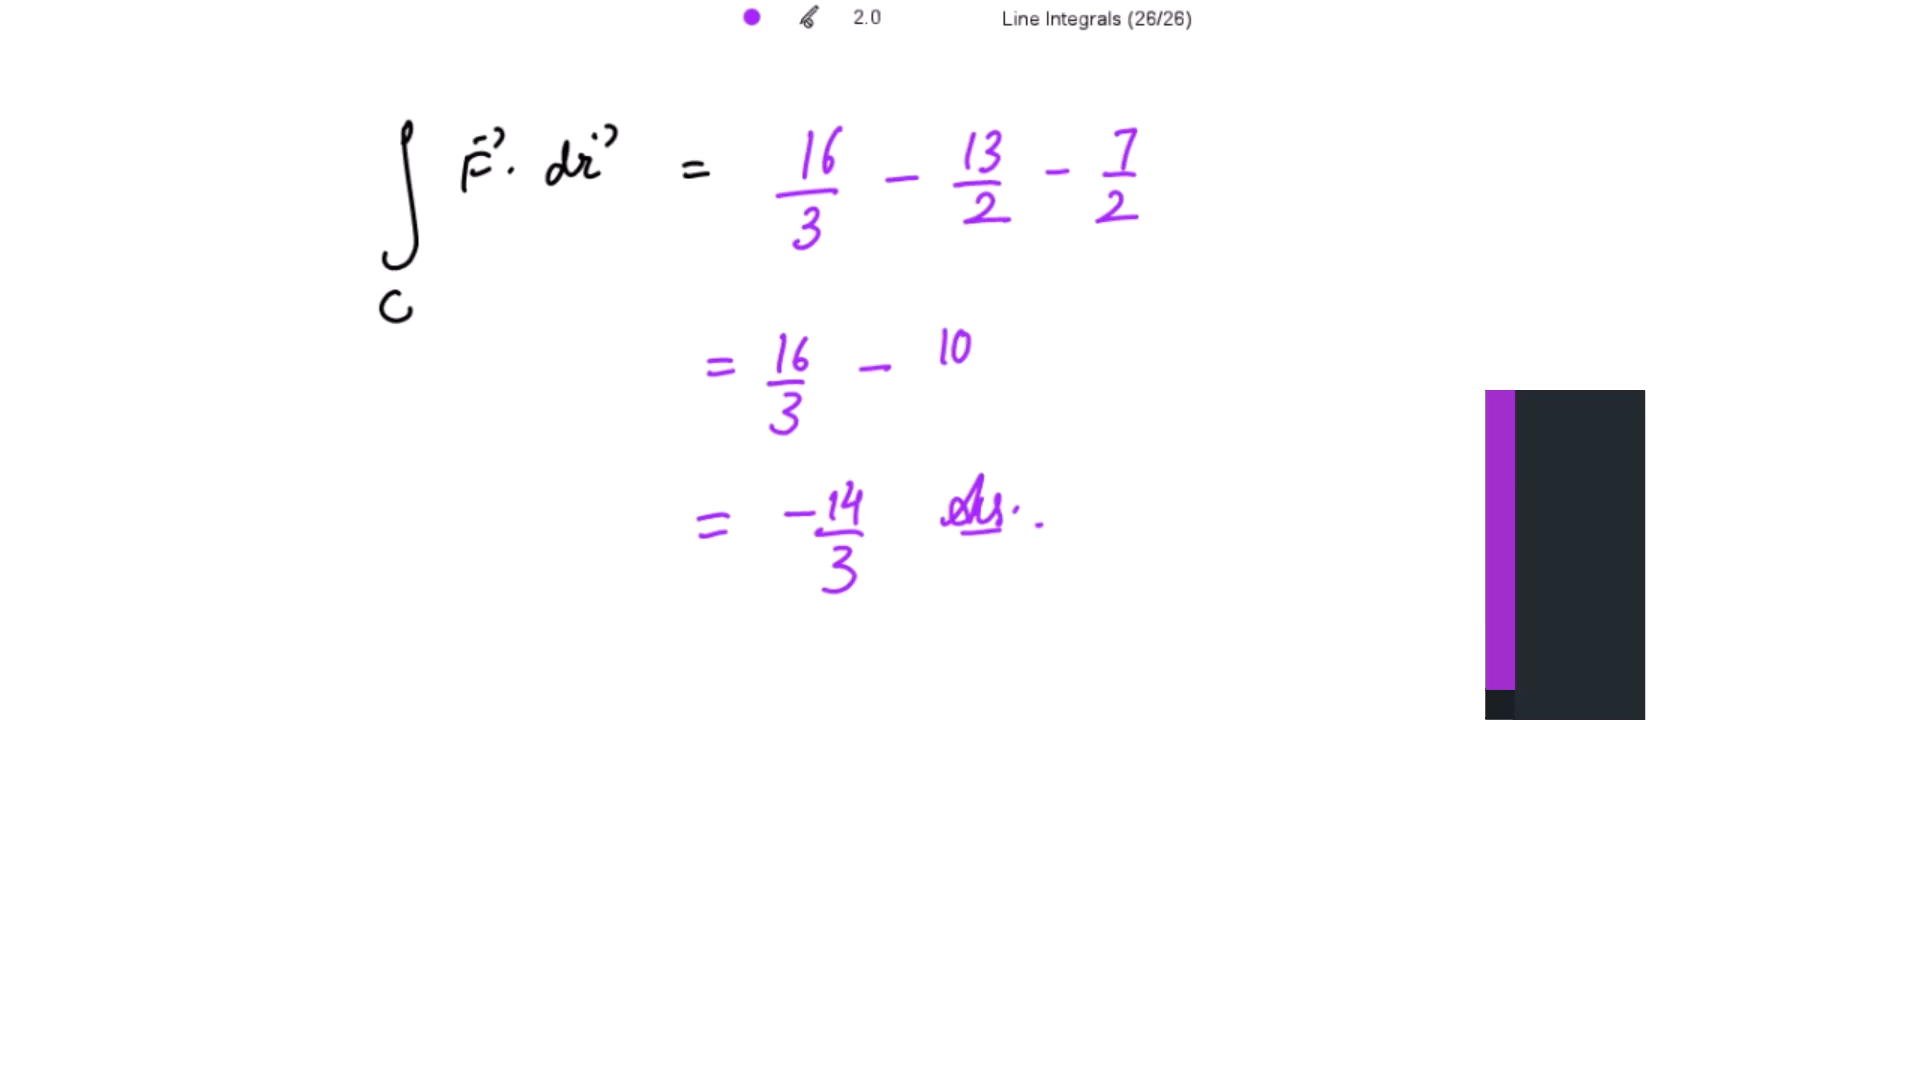 2.0 Line Integrals (26/26)
∫_C F⃗ · dr⃗ = 16/3 - 13/2 - 7/2
= 16/3 - 10
= -14/3 Ans.